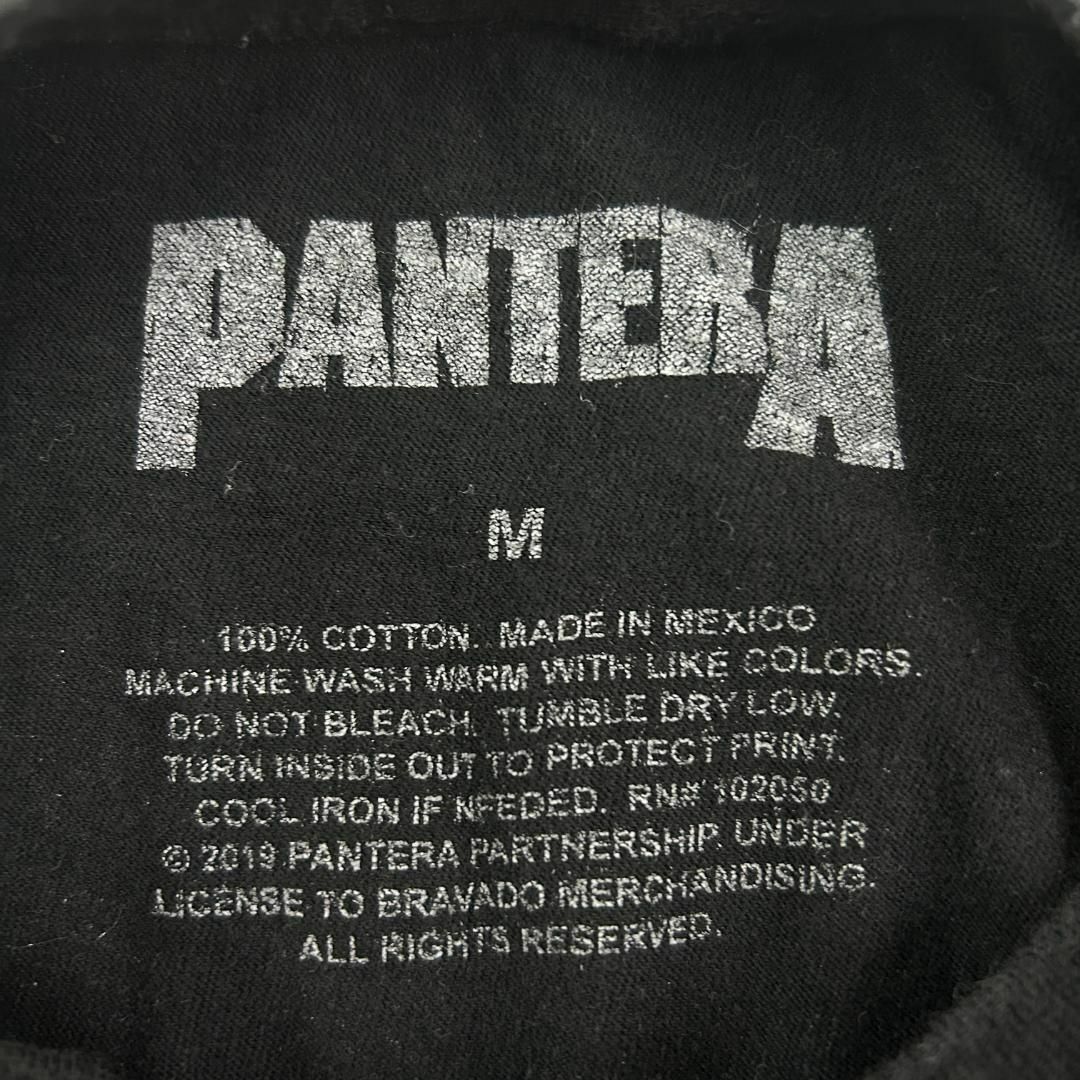 PANTERA
M
100% COTTON. MADE IN MEXICO
MACHINE WASH WARM WITH LIKE COLORS.
DO NOT BLEACH. TUMBLE DRY LOW.
TURN INSIDE OUT TO PROTECT PRINT.
COOL IRON IF NEEDED. RN# 102050
© 2019 PANTERA PARTNERSHIP. UNDER
LICENSE TO BRAVADO MERCHANDISING.
ALL RIGHTS RESERVED.